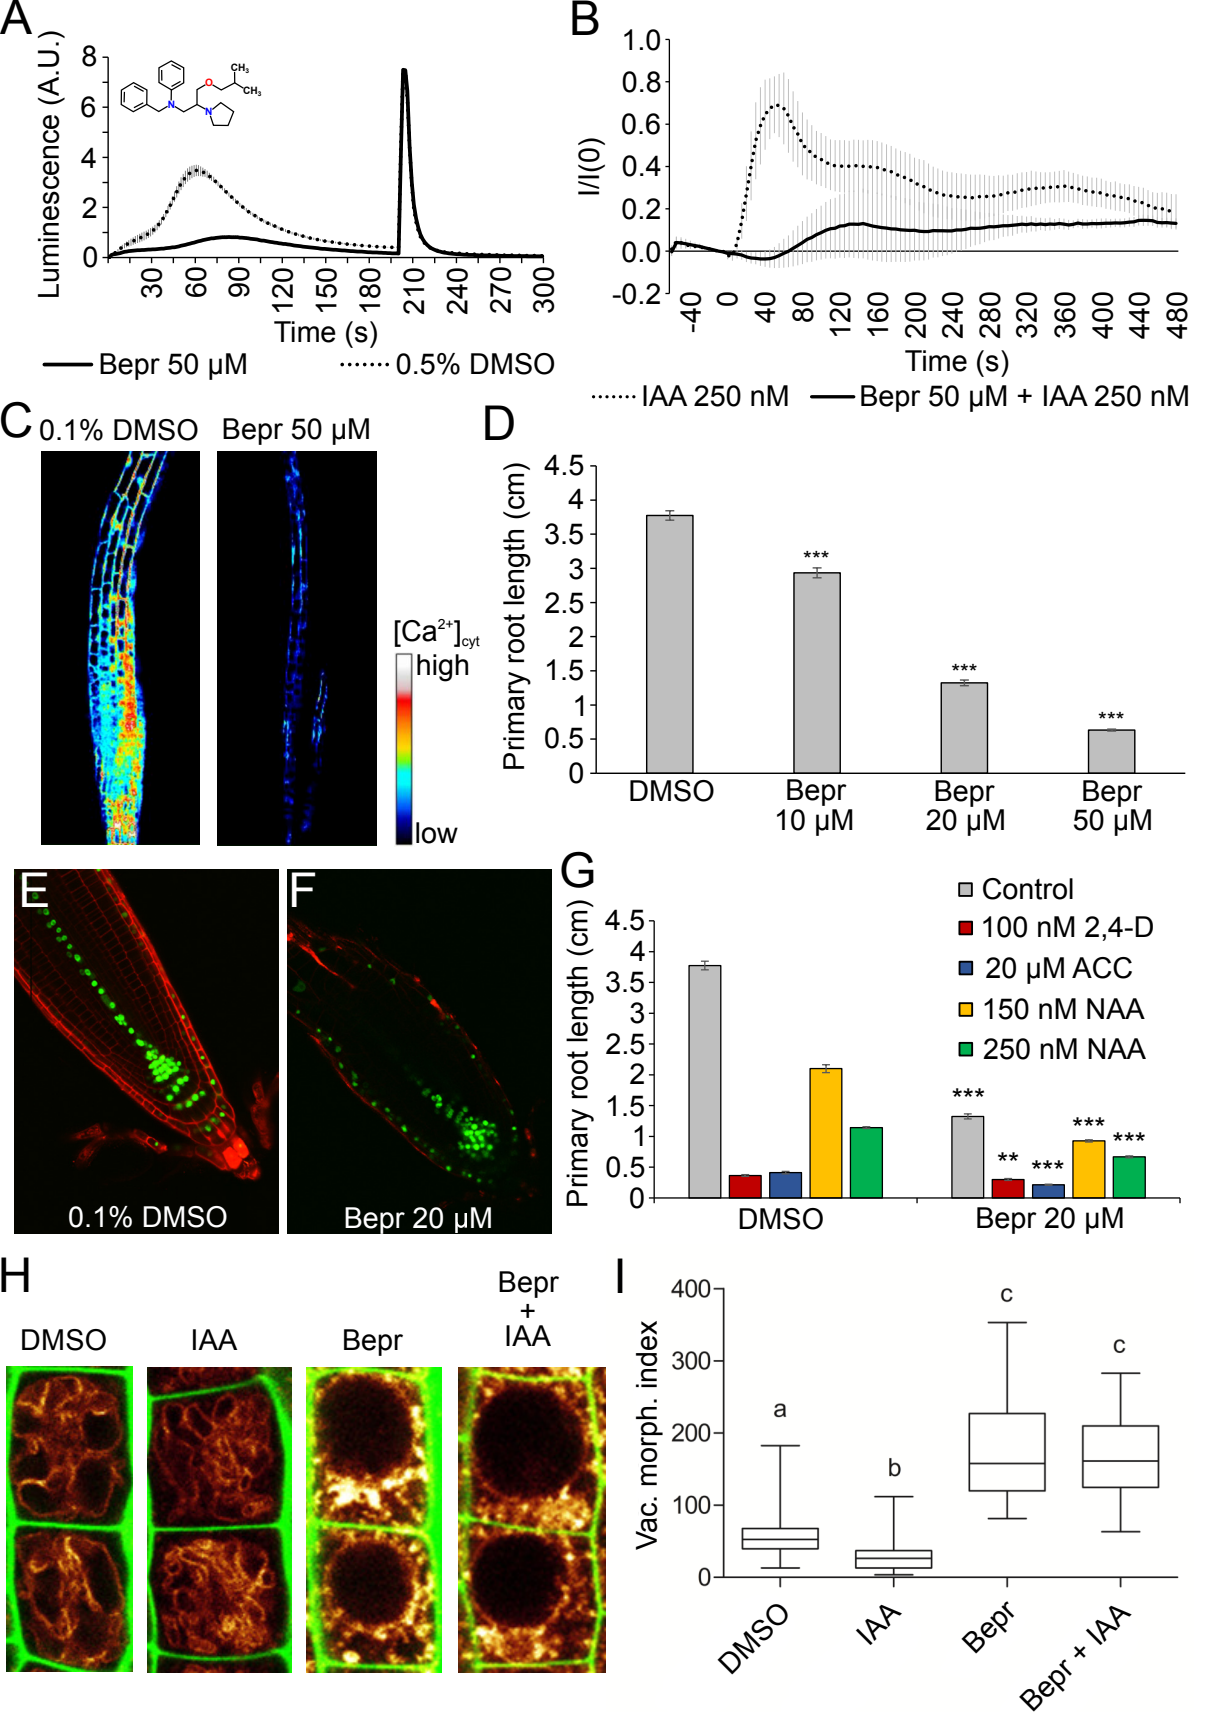 A
Luminescence (A.U.)
8
6
4
2
0
CH3
O
CH3
N
N
30
60
90
120
150
180
210
240
270
300
Time (s)
Bepr 50 µM
0.5% DMSO
B
I/I(0)
1.0
0.8
0.6
0.4
0.2
0.0
-0.2
-40
0
40
80
120
160
200
240
280
320
360
400
440
480
Time (s)
IAA 250 nM
Bepr 50 µM + IAA 250 nM
C
0.1% DMSO
Bepr 50 µM
[Ca2+]cyt
high
low
D
Primary root length (cm)
4.5
4
3.5
3
2.5
2
1.5
1
0.5
0
***
***
***
DMSO
Bepr
10 µM
Bepr
20 µM
Bepr
50 µM
E
0.1% DMSO
F
Bepr 20 µM
G
Primary root length (cm)
4.5
4
3.5
3
2.5
2
1.5
1
0.5
0
Control
100 nM 2,4-D
20 µM ACC
150 nM NAA
250 nM NAA
***
**
***
***
***
DMSO
Bepr 20 µM
H
DMSO
IAA
Bepr
Bepr
+
IAA
I
Vac. morph. index
400
300
200
100
0
a
b
c
c
DMSO
IAA
Bepr
Bepr + IAA